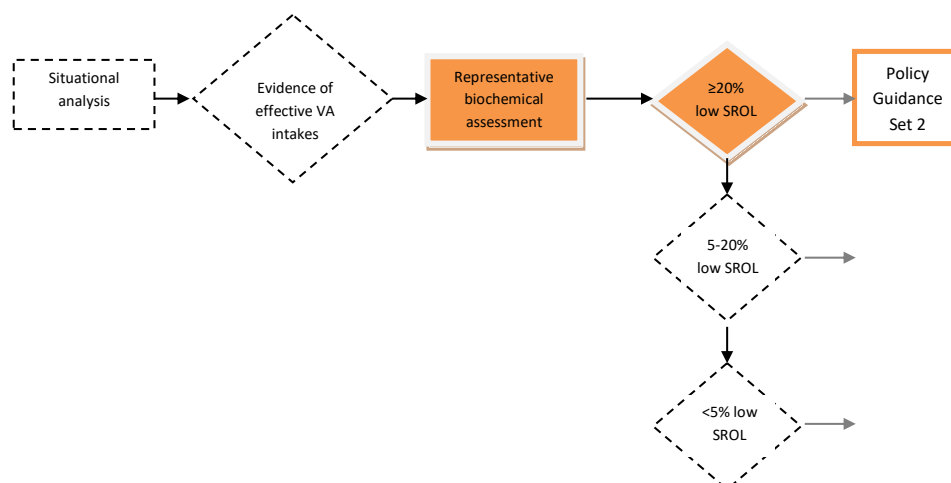 Situational
analysis
Evidence of
effective VA
intakes
Representative
biochemical
assessment
≥20%
low SROL
Policy
Guidance
Set 2
5-20%
low SROL
<5% low
SROL